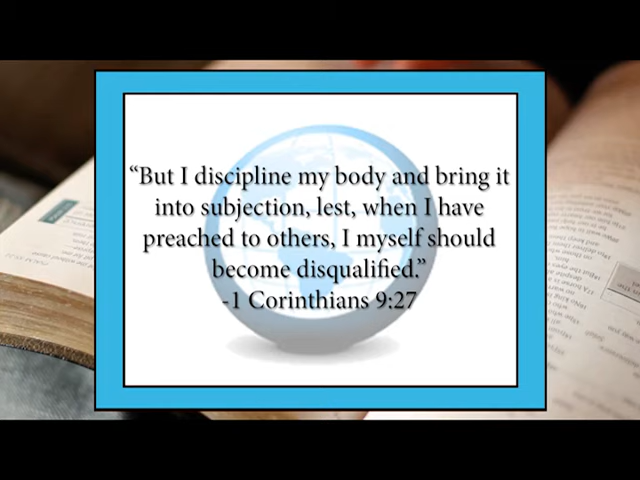 “But I discipline my body and bring it
into subjection, lest, when I have
preached to others, I myself should
become disqualified.”
-1 Corinthians 9:27